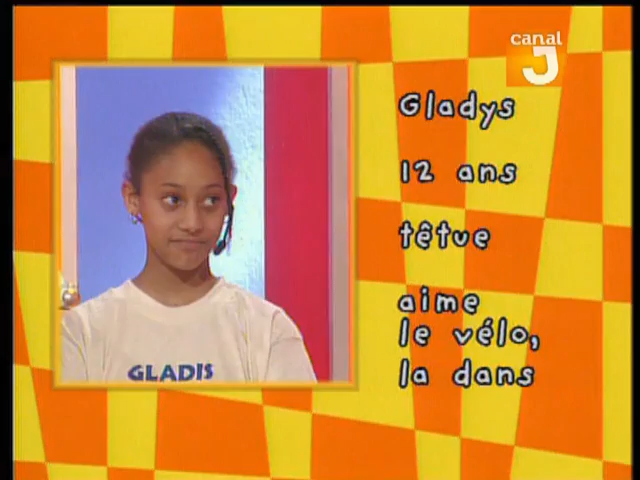 canal
J
Gladys
12 ans
têtue
aime
le vélo,
la dans
GLADIS